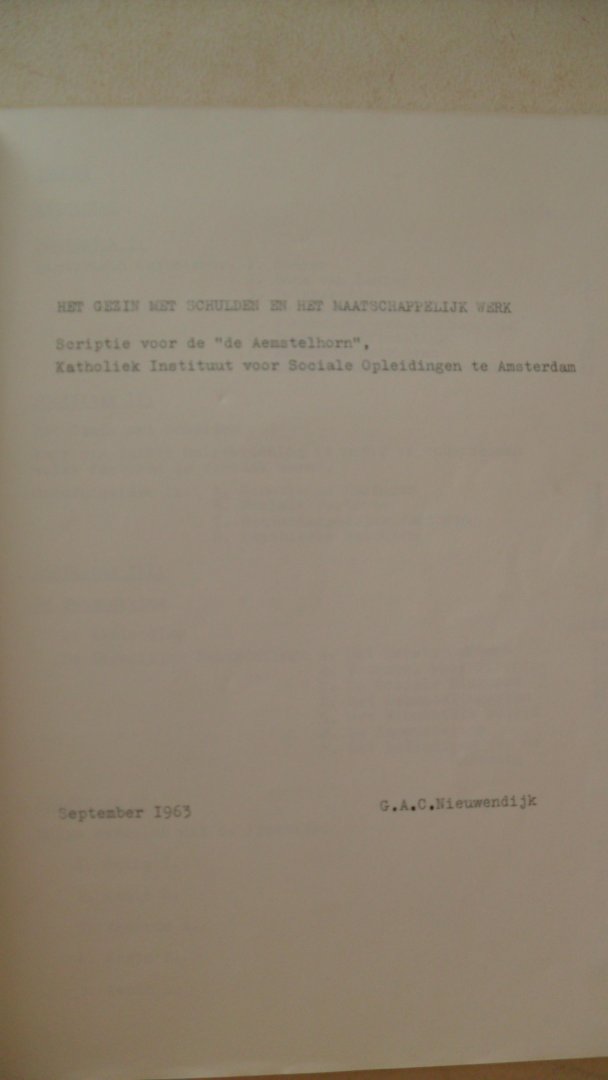 HET GEZIN MET SCHULDEN EN HET MAATSCHAPPELIJK WERK
Scriptie voor de "de Aemstelhorn",
Katholiek Instituut voor Sociale Opleidingen te Amsterdam
September 1963
G.A.C.Nieuwendijk